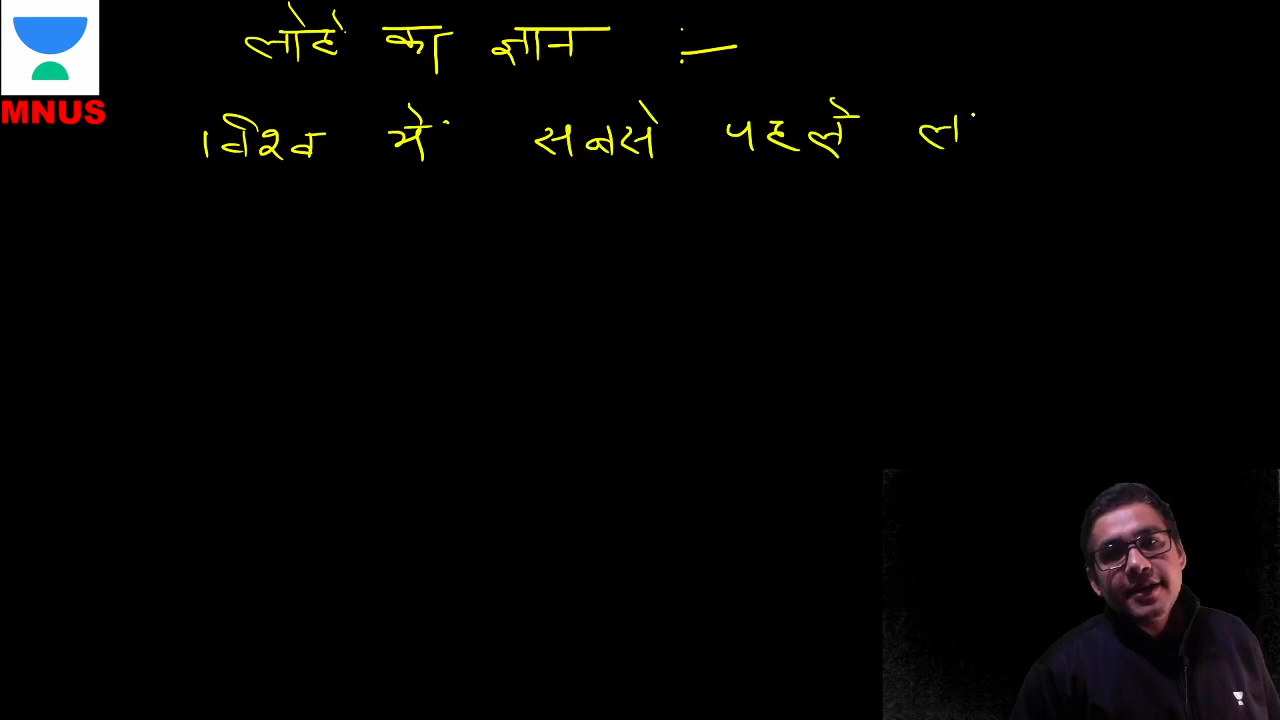 MNUS
लोहे का ज्ञान :—
विश्व में सबसे पहले ल